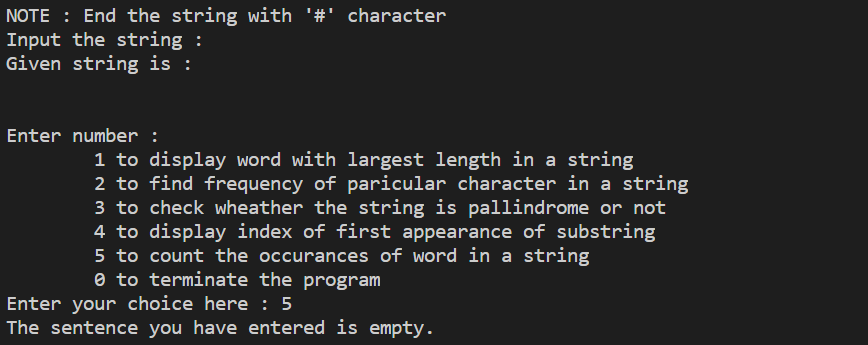 NOTE : End the string with '#' character
Input the string :
Given string is :
Enter number :
1 to display word with largest length in a string
2 to find frequency of paricular character in a string
3 to check wheather the string is pallindrome or not
4 to display index of first appearance of substring
5 to count the occurances of word in a string
0 to terminate the program
Enter your choice here : 5
The sentence you have entered is empty.